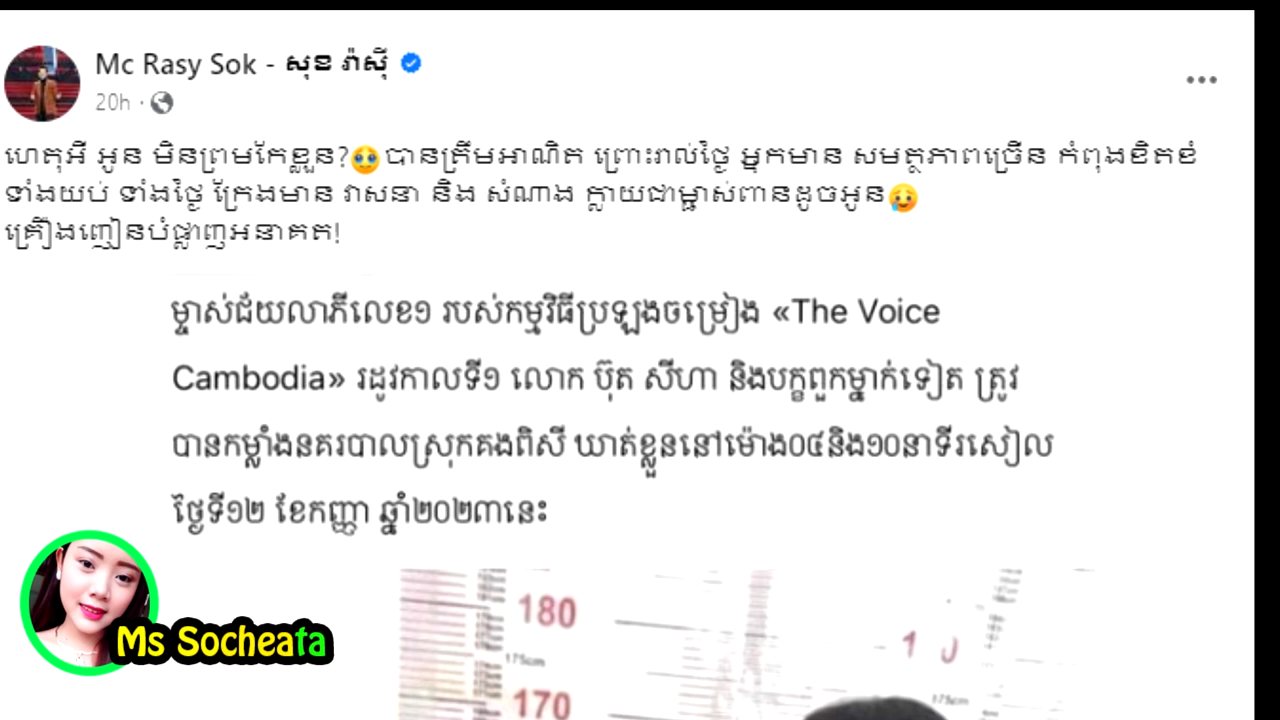 Mc Rasy Sok - សុខ រ៉ាស៊ី
20h ·
ហេតុអី អូន មិនព្រមកែខ្លួន?🥹បានត្រឹមអាណិត ព្រោះរាល់ថ្ងៃ អ្នកមាន សមត្ថភាពច្រើន កំពុងខិតខំ
ទាំងយប់ ទាំងថ្ងៃ ក្រែងមាន វាសនា និង សំណាង ក្លាយជាម្ចាស់ពានដូចអូន😥
គ្រឿងញៀនបំផ្លាញអនាគត!
ម្ចាស់ជ័យលាភីលេខ១ របស់កម្មវិធីប្រឡងចម្រៀង «The Voice
Cambodia» រដូវកាលទី១ លោក ប៊ុត សីហា និងបក្ខពួកម្នាក់ទៀត ត្រូវ
បានកម្លាំងនគរបាលស្រុកគងពិសី ឃាត់ខ្លួននៅម៉ោង០៤និង១០នាទីរសៀល
ថ្ងៃទី១២ ខែកញ្ញា ឆ្នាំ២០២៣នេះ
180
175cm
170
175cm
Ms Socheata